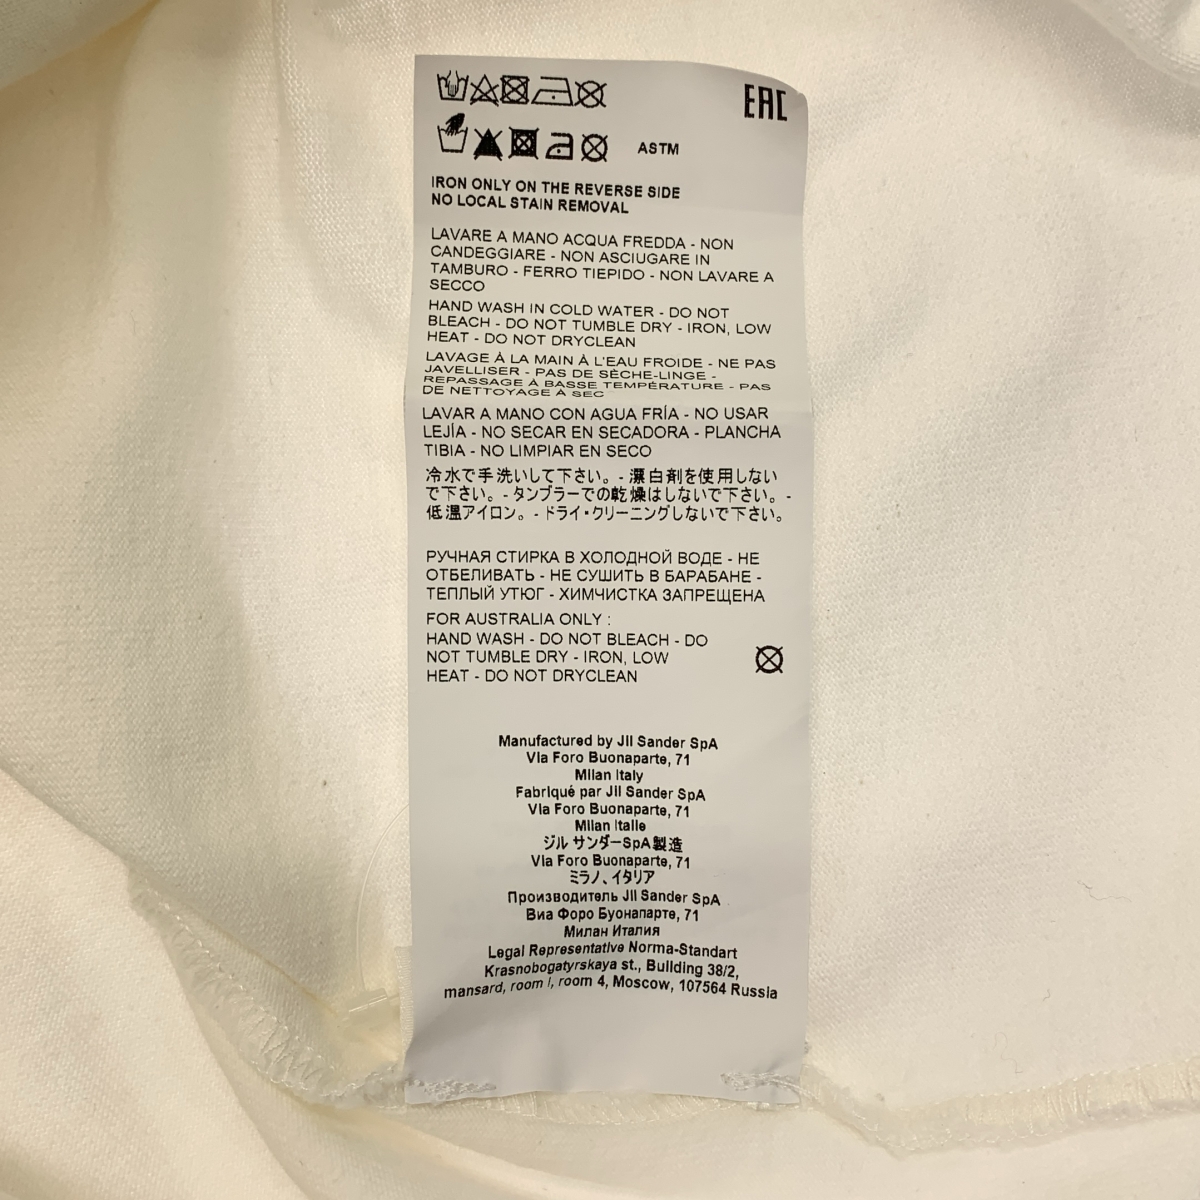 EAC
ASTM
IRON ONLY ON THE REVERSE SIDE
NO LOCAL STAIN REMOVAL
LAVARE A MANO ACQUA FREDDA - NON
CANDEGGIARE - NON ASCIUGARE IN
TAMBURO - FERRO TIEPIDO - NON LAVARE A
SECCO
HAND WASH IN COLD WATER - DO NOT
BLEACH - DO NOT TUMBLE DRY - IRON, LOW
HEAT - DO NOT DRYCLEAN
LAVAGE À LA MAIN À L'EAU FROIDE - NE PAS
JAVELLISER - PAS DE SÈCHE-LINGE -
REPASSAGE À BASSE TEMPÉRATURE - PAS
DE NETTOYAGE À SEC
LAVAR A MANO CON AGUA FRÍA - NO USAR
LEJÍA - NO SECAR EN SECADORA - PLANCHA
TIBIA - NO LIMPIAR EN SECO
冷水で手洗いして下さい。- 漂白剤を使用しない
で下さい。- タンブラーでの乾燥はしないで下さい。-
低温アイロン。- ドライ・クリーニングしないで下さい。
РУЧНАЯ СТИРКА В ХОЛОДНОЙ ВОДЕ - НЕ
ОТБЕЛИВАТЬ - НЕ СУШИТЬ В БАРАБАНЕ -
ТЕПЛЫЙ УТЮГ - ХИМЧИСТКА ЗАПРЕЩЕНА
FOR AUSTRALIA ONLY :
HAND WASH - DO NOT BLEACH - DO
NOT TUMBLE DRY - IRON, LOW
HEAT - DO NOT DRYCLEAN
Manufactured by Jil Sander SpA
Via Foro Buonaparte, 71
Milan Italy
Fabriqué par Jil Sander SpA
Via Foro Buonaparte, 71
Milan Italie
ジル サンダーSpA製造
Via Foro Buonaparte, 71
ミラノ、イタリア
Производитель Jil Sander SpA
Виа Форо Буонапарте, 71
Милан Италия
Legal Representative Norma-Standart
Krasnobogatyrskaya st., Building 38/2,
mansard, room I, room 4, Moscow, 107564 Russia